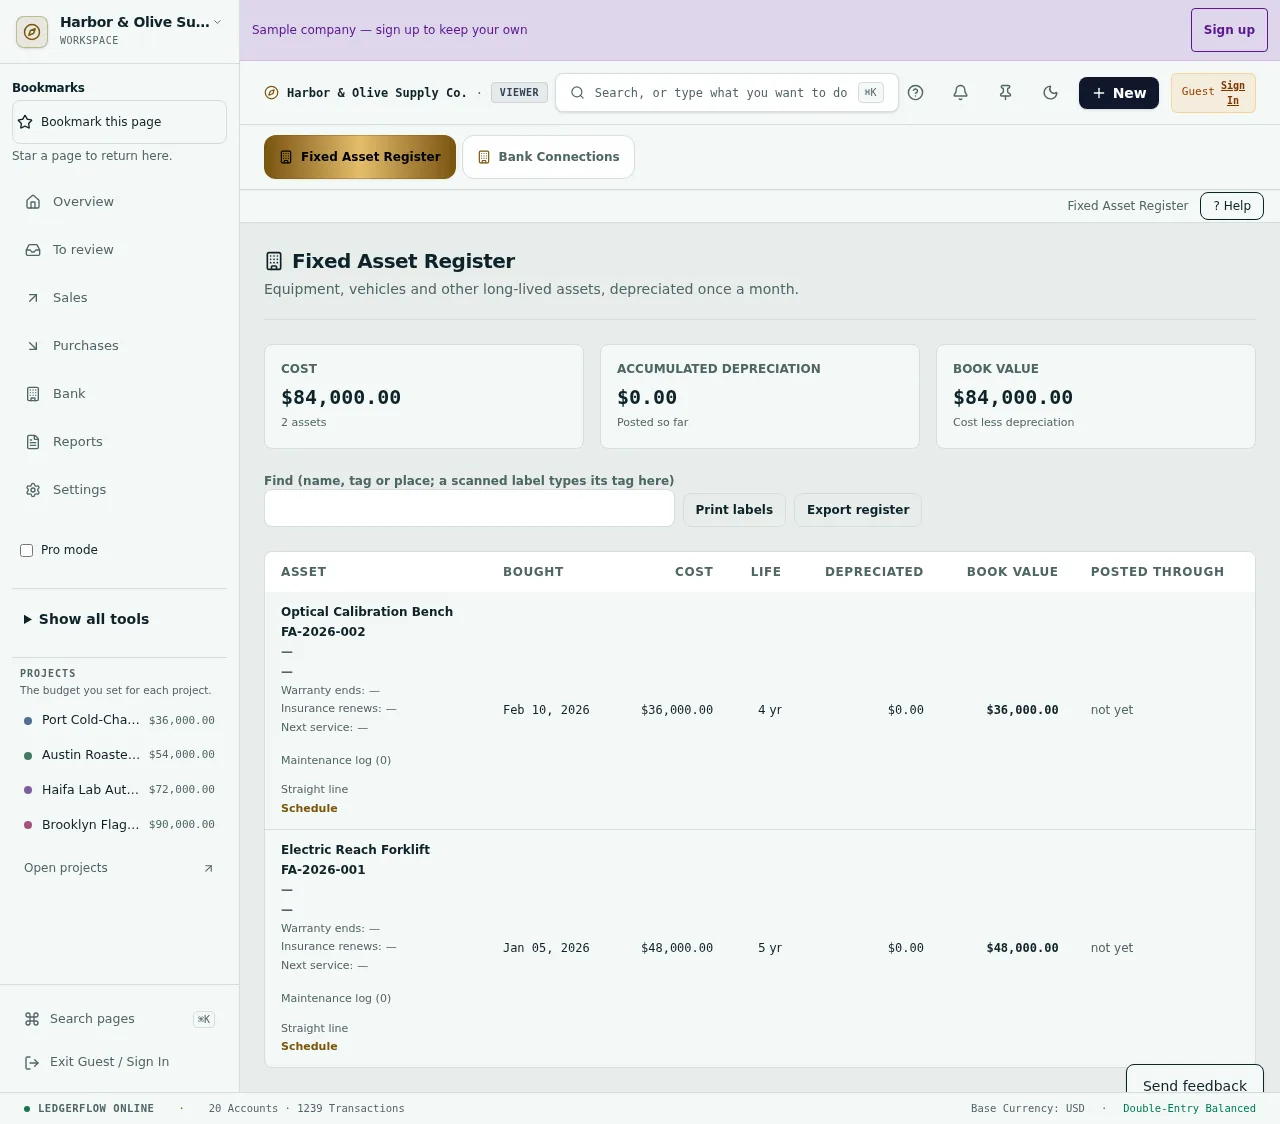 Harbor & Olive Su...
WORKSPACE
Bookmarks
Bookmark this page
Star a page to return here.
Overview
To review
Sales
Purchases
Bank
Reports
Settings
Pro mode
Show all tools
PROJECTS
The budget you set for each project.
Port Cold-Cha... $36,000.00
Austin Roaste... $54,000.00
Haifa Lab Aut... $72,000.00
Brooklyn Flag... $90,000.00
Open projects
Search pages ⌘K
Exit Guest / Sign In
Sample company — sign up to keep your own
Sign up
Harbor & Olive Supply Co. · VIEWER
Search, or type what you want to do ⌘K
+ New
Guest Sign In
Fixed Asset Register
Bank Connections
Fixed Asset Register
? Help
Fixed Asset Register
Equipment, vehicles and other long-lived assets, depreciated once a month.
COST
$84,000.00
2 assets
ACCUMULATED DEPRECIATION
$0.00
Posted so far
BOOK VALUE
$84,000.00
Cost less depreciation
Find (name, tag or place; a scanned label types its tag here)
Print labels
Export register
ASSET BOUGHT COST LIFE DEPRECIATED BOOK VALUE POSTED THROUGH
Optical Calibration Bench
FA-2026-002
—
—
Warranty ends: —
Insurance renews: —
Next service: —
Maintenance log (0)
Straight line
Schedule
Feb 10, 2026 $36,000.00 4 yr $0.00 $36,000.00 not yet
Electric Reach Forklift
FA-2026-001
—
—
Warranty ends: —
Insurance renews: —
Next service: —
Maintenance log (0)
Straight line
Schedule
Jan 05, 2026 $48,000.00 5 yr $0.00 $48,000.00 not yet
Send feedback
LEDGERFLOW ONLINE · 20 Accounts · 1239 Transactions
Base Currency: USD · Double-Entry Balanced